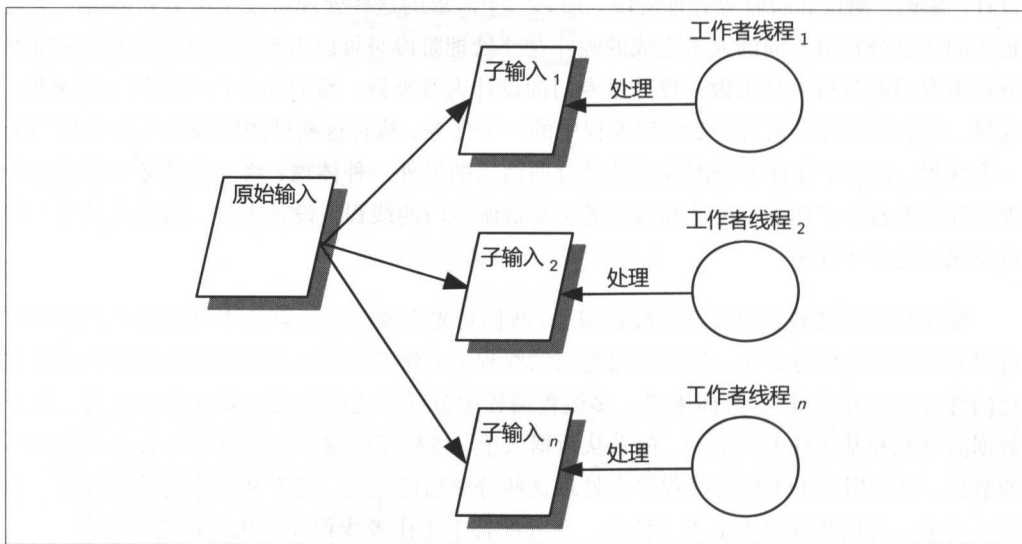 工作者线程 1
子输入 1
处理
原始输入
工作者线程 2
子输入 2
处理
工作者线程 n
子输入 n
处理